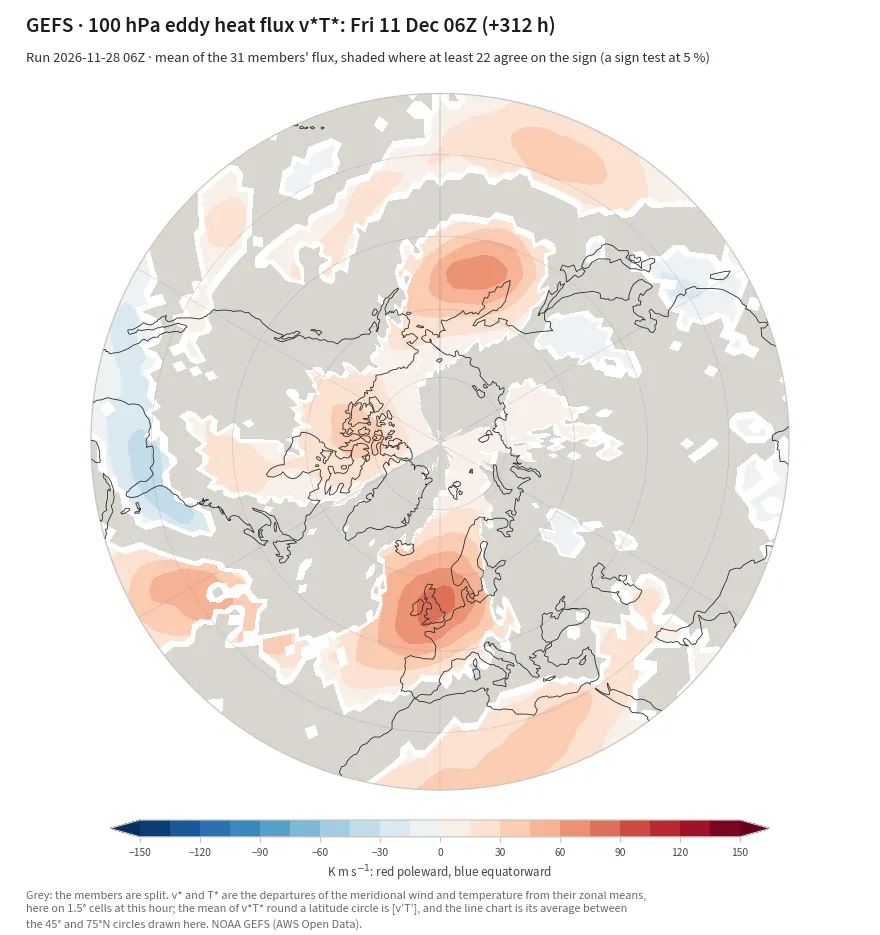 GEFS · 100 hPa eddy heat flux v*T*: Fri 11 Dec 06Z (+312 h)
Run 2026-11-28 06Z · mean of the 31 members' flux, shaded where at least 22 agree on the sign (a sign test at 5 %)
−150 −120 −90 −60 −30 0 30 60 90 120 150
K m s⁻¹: red poleward, blue equatorward
Grey: the members are split. v* and T* are the departures of the meridional wind and temperature from their zonal means,
here on 1.5° cells at this hour; the mean of v*T* round a latitude circle is [v'T'], and the line chart is its average between
the 45° and 75°N circles drawn here. NOAA GEFS (AWS Open Data).